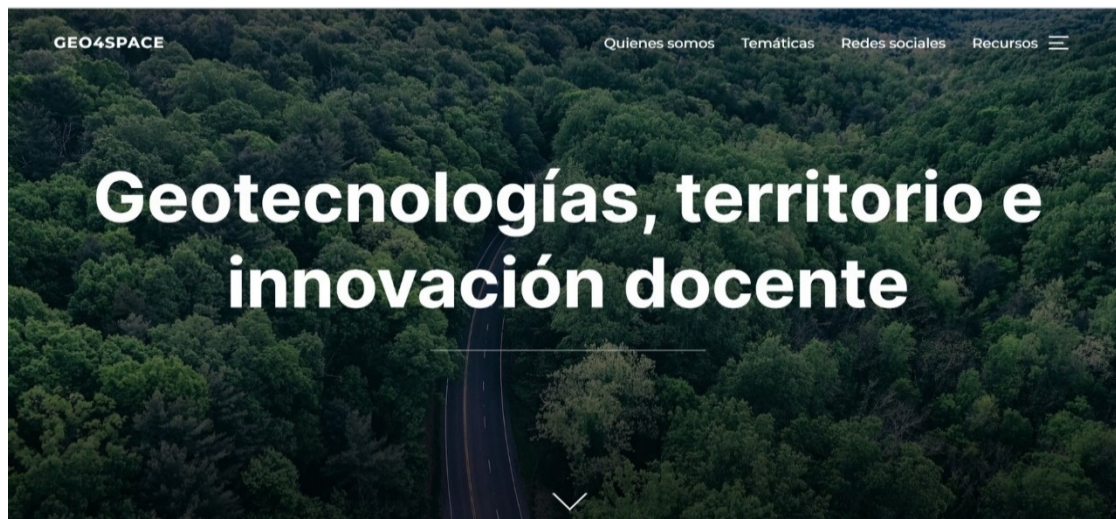 GEO4SPACE
Quienes somos Temáticas Redes sociales Recursos
Geotecnologías, territorio e
innovación docente